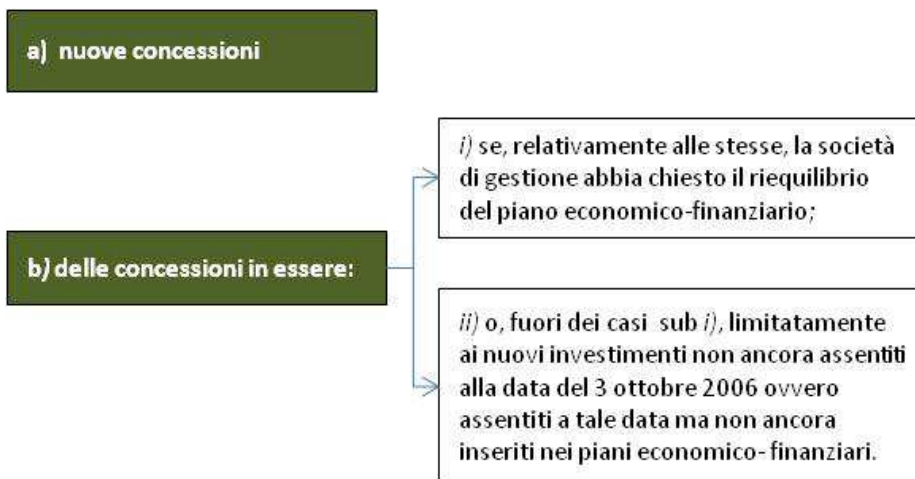 a) nuove concessioni
i) se, relativamente alle stesse, la società
di gestione abbia chiesto il riequilibrio
del piano economico-finanziario;
b) delle concessioni in essere:
ii) o, fuori dei casi sub i), limitatamente
ai nuovi investimenti non ancora assentiti
alla data del 3 ottobre 2006 ovvero
assentiti a tale data ma non ancora
inseriti nei piani economico- finanziari.